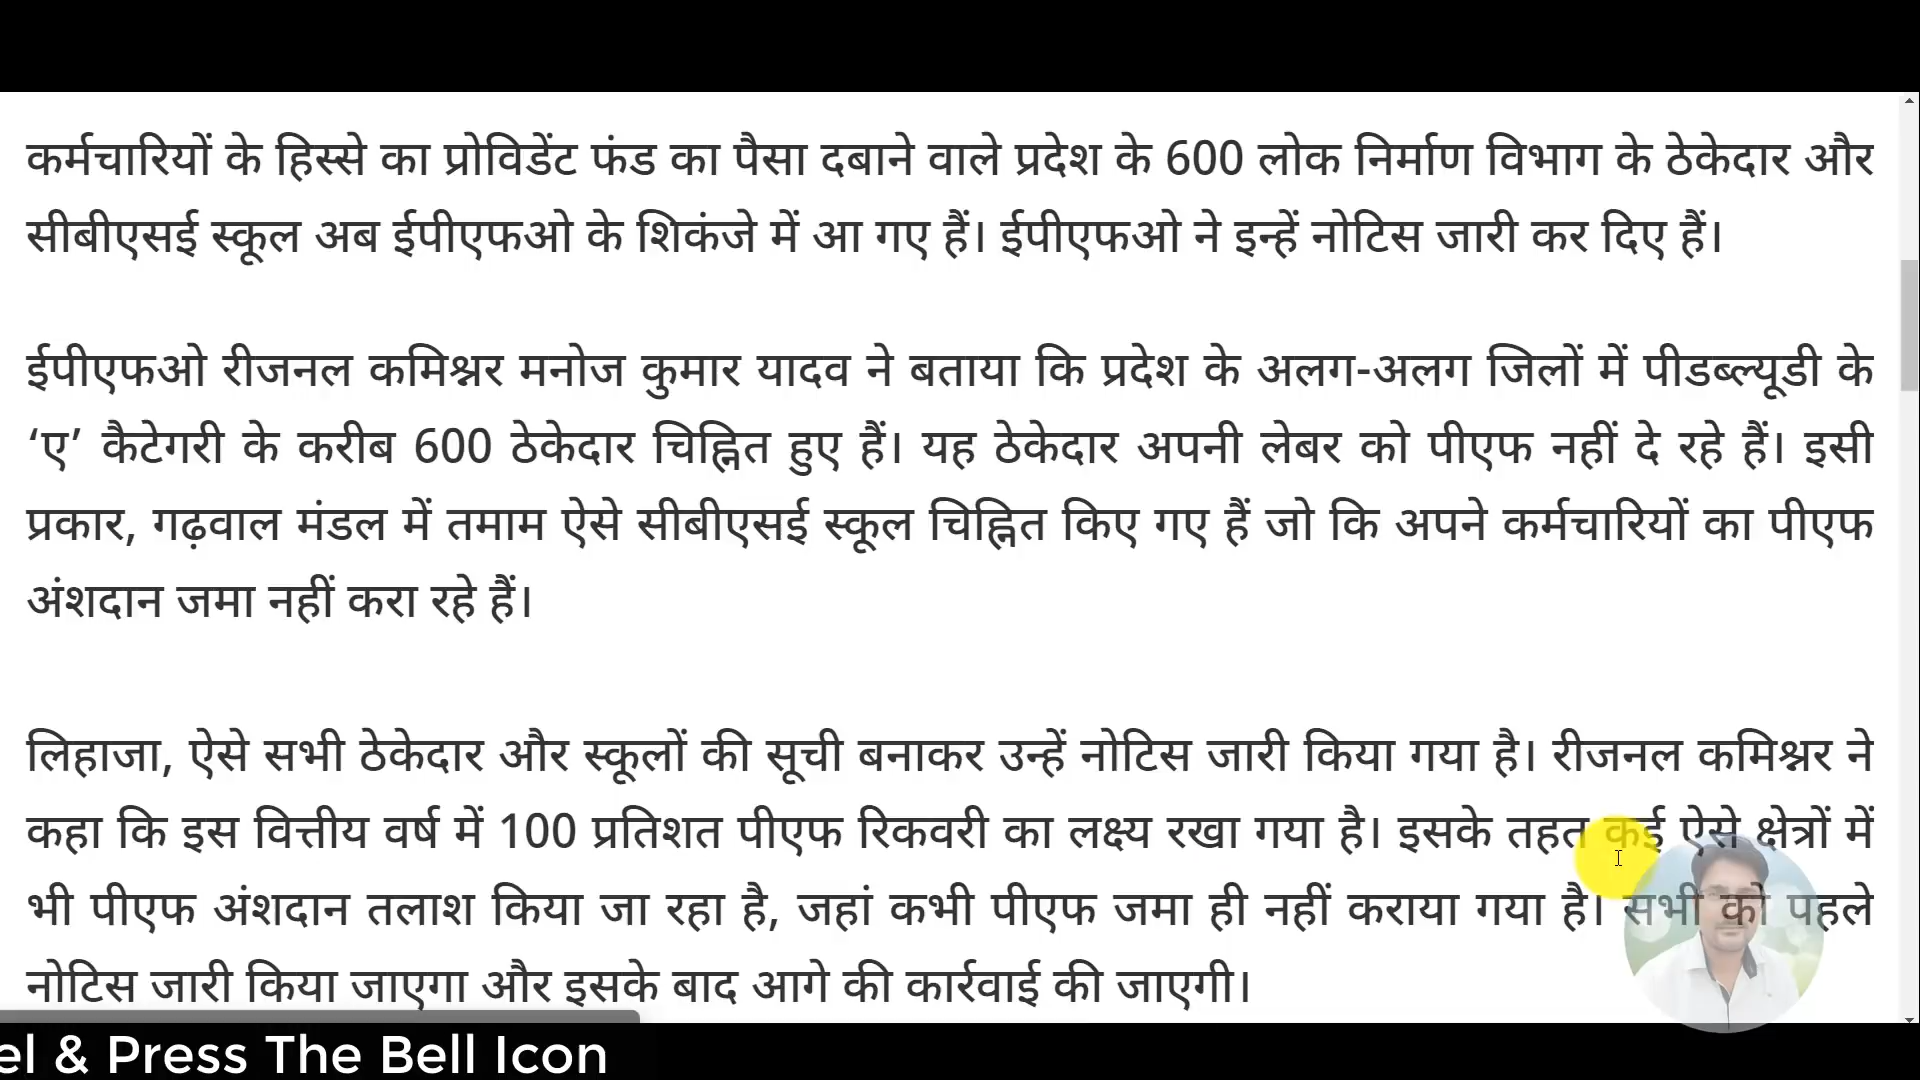 कर्मचारियों के हिस्से का प्रोविडेंट फंड का पैसा दबाने वाले प्रदेश के 600 लोक निर्माण विभाग के ठेकेदार और
सीबीएसई स्कूल अब ईपीएफओ के शिकंजे में आ गए हैं। ईपीएफओ ने इन्हें नोटिस जारी कर दिए हैं।
ईपीएफओ रीजनल कमिश्नर मनोज कुमार यादव ने बताया कि प्रदेश के अलग-अलग जिलों में पीडब्ल्यूडी के
‘ए’ कैटेगरी के करीब 600 ठेकेदार चिह्नित हुए हैं। यह ठेकेदार अपनी लेबर को पीएफ नहीं दे रहे हैं। इसी
प्रकार, गढ़वाल मंडल में तमाम ऐसे सीबीएसई स्कूल चिह्नित किए गए हैं जो कि अपने कर्मचारियों का पीएफ
अंशदान जमा नहीं करा रहे हैं।
लिहाजा, ऐसे सभी ठेकेदार और स्कूलों की सूची बनाकर उन्हें नोटिस जारी किया गया है। रीजनल कमिश्नर ने
कहा कि इस वित्तीय वर्ष में 100 प्रतिशत पीएफ रिकवरी का लक्ष्य रखा गया है। इसके तहत कई ऐसे क्षेत्रों में
भी पीएफ अंशदान तलाश किया जा रहा है, जहां कभी पीएफ जमा ही नहीं कराया गया है। सभी को पहले
नोटिस जारी किया जाएगा और इसके बाद आगे की कार्रवाई की जाएगी।
el & Press The Bell Icon